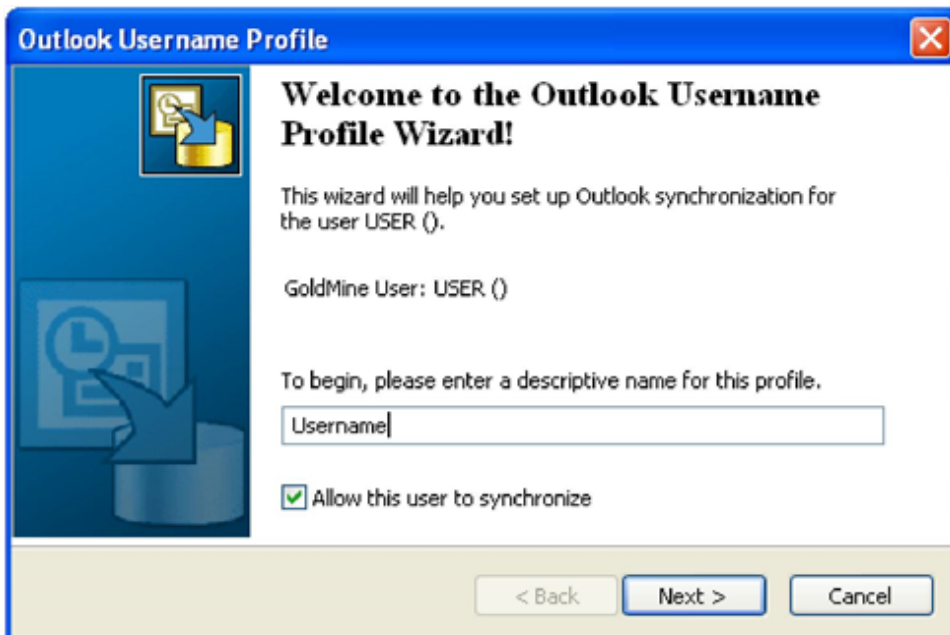 Outlook Username Profile
Welcome to the Outlook Username
Profile Wizard!
This wizard will help you set up Outlook synchronization for
the user USER ().
GoldMine User: USER ()
To begin, please enter a descriptive name for this profile.
Username
Allow this user to synchronize
< Back
Next >
Cancel